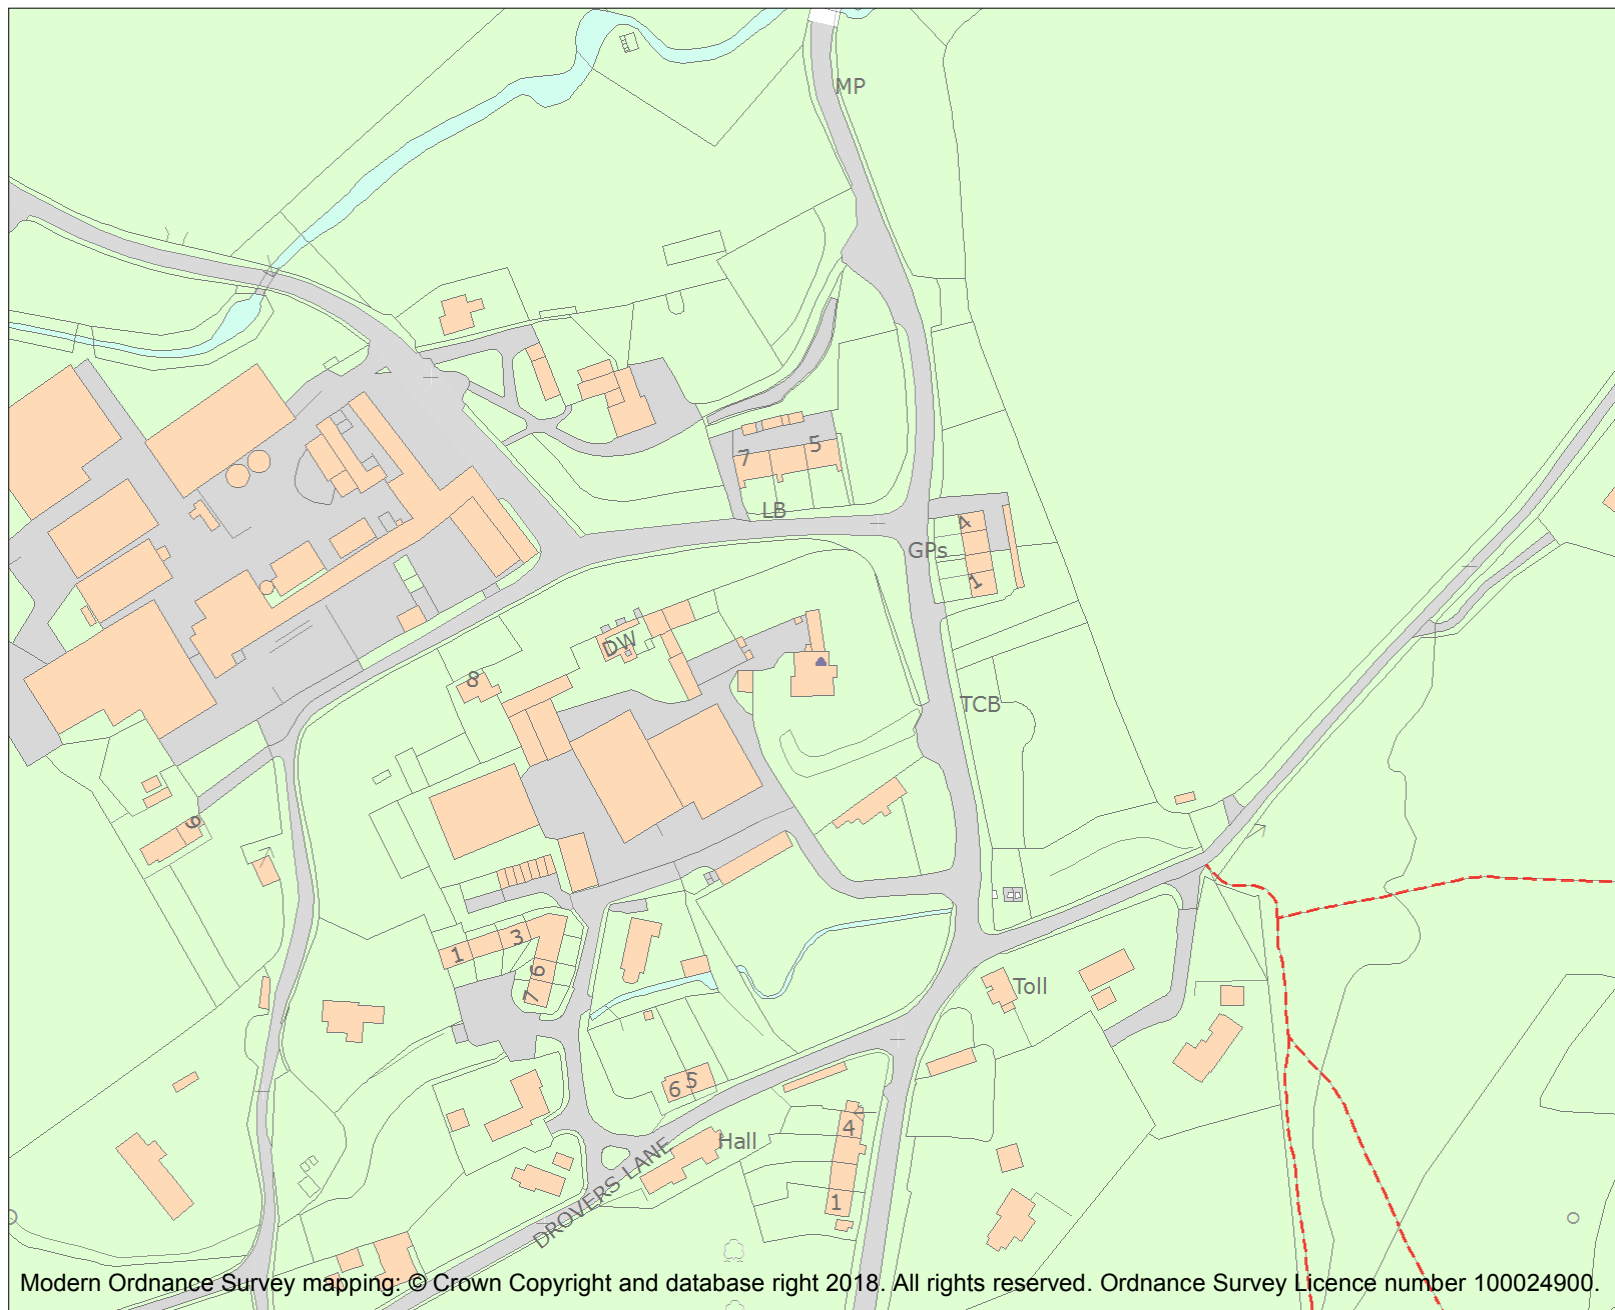 MP
7
5
LB
4
GPs
1
DW
8
TCB
9
3
1
6
7
Toll
5
6
4
Hall
1
DROVERS LANE
Modern Ordnance Survey mapping: © Crown Copyright and database right 2018. All rights reserved. Ordnance Survey Licence number 100024900.